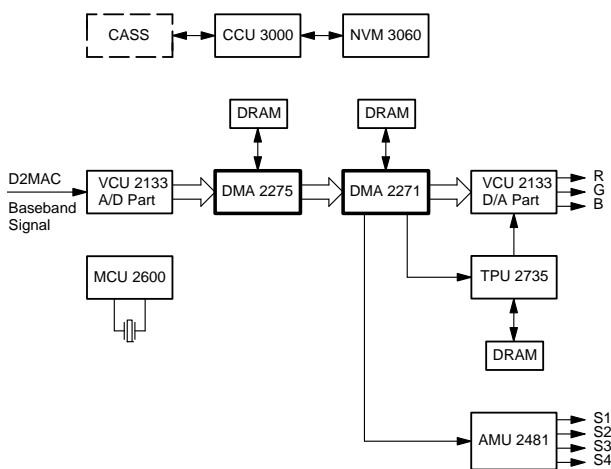 CASS
CCU 3000
NVM 3060
DRAM
DRAM
D2MAC
Baseband
Signal
VCU 2133
A/D Part
DMA 2275
DMA 2271
VCU 2133
D/A Part
R
G
B
MCU 2600
TPU 2735
DRAM
AMU 2481
S1
S2
S3
S4